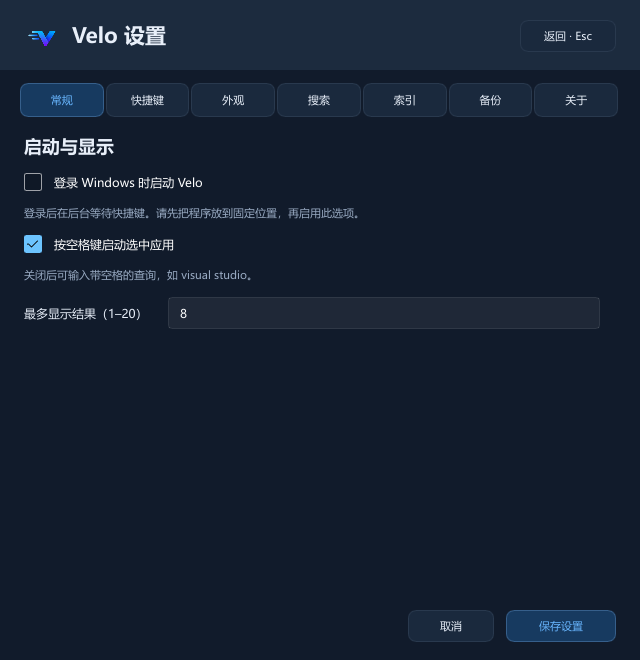 Velo 设置
返回 · Esc
常规 快捷键 外观 搜索 索引 备份 关于
启动与显示
登录 Windows 时启动 Velo
登录后在后台等待快捷键。请先把程序放到固定位置，再启用此选项。
按空格键启动选中应用
关闭后可输入带空格的查询，如 visual studio。
最多显示结果（1–20） 8
取消 保存设置